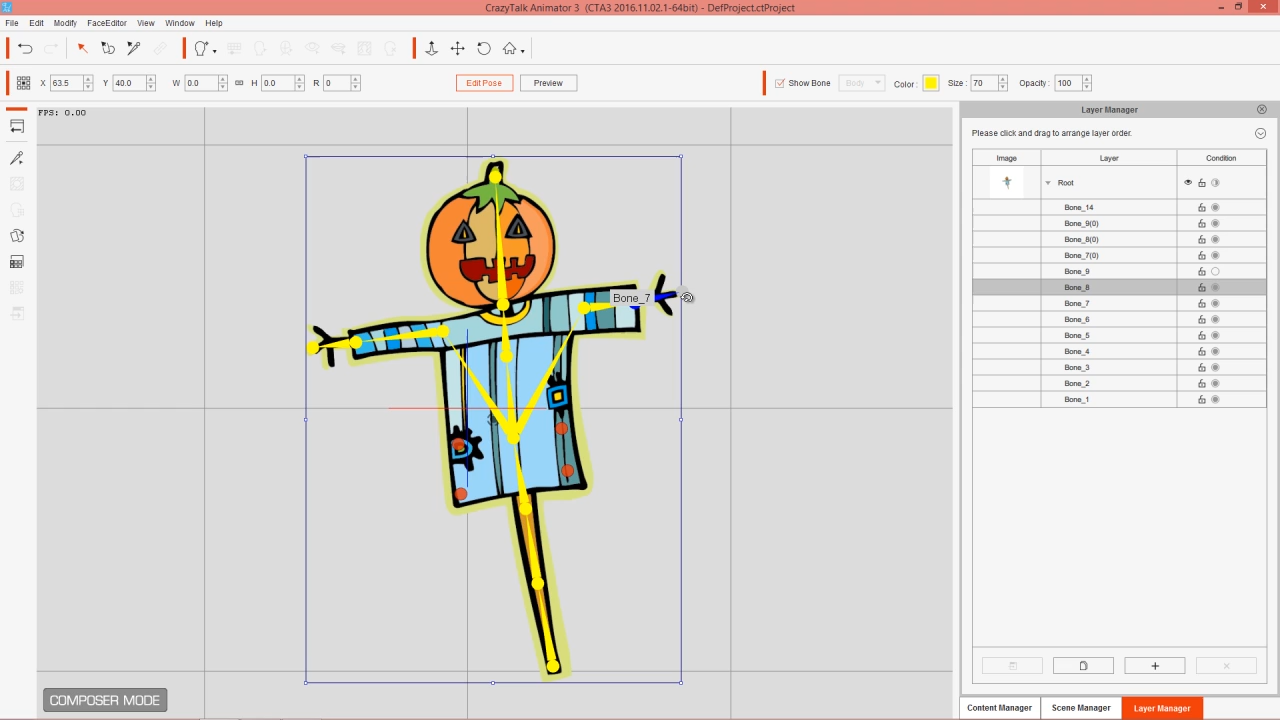 CrazyTalk Animator 3 (CTA3 2016.11.02.1-64bit) - DefProject.ctProject
File Edit Modify FaceEditor View Window Help
X 63.5 Y 40.0 W 0.0 H 0.0 R 0 Edit Pose Preview Show Bone Body Color : Size : 70 Opacity : 100
FPS: 0.00
Layer Manager
Please click and drag to arrange layer order.
Image Layer Condition
Root
Bone_14
Bone_9(0)
Bone_8(0)
Bone_7(0)
Bone_9
Bone_8
Bone_7
Bone_7
Bone_6
Bone_5
Bone_4
Bone_3
Bone_2
Bone_1
COMPOSER MODE
Content Manager Scene Manager Layer Manager